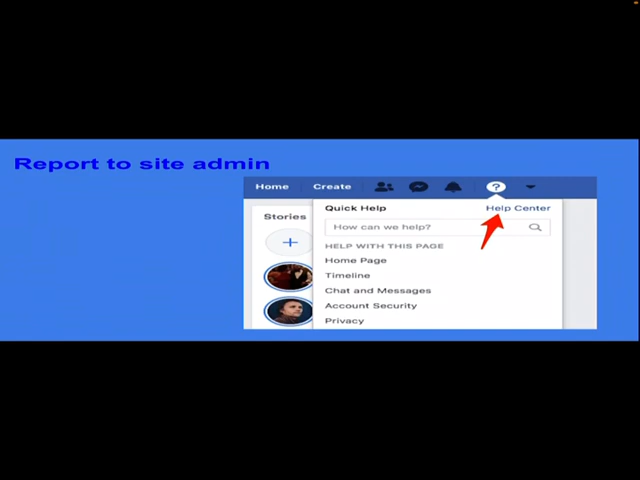 Report to site admin
Home Create ?
Quick Help Help Center
Stories
How can we help?
HELP WITH THIS PAGE
Home Page
Timeline
Chat and Messages
Account Security
Privacy